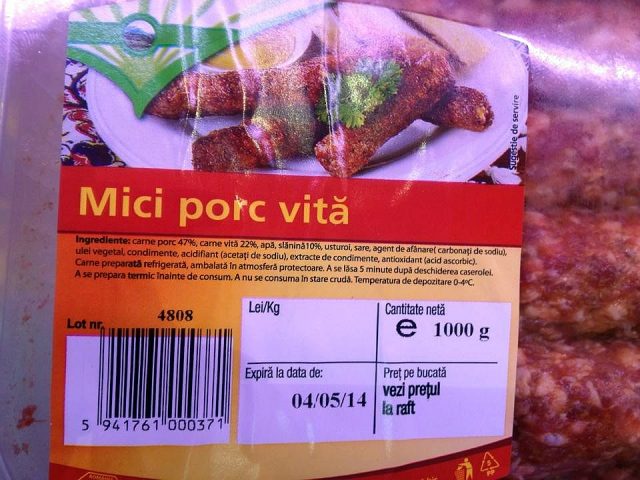 Sugestie de servire
Mici porc vită
Ingrediente: carne porc 47%, carne vită 22%, apă, slănină10%, usturoi, sare, agent de afânare( carbonați de sodiu),
ulei vegetal, condimente, acidifiant (acetați de sodiu), extracte de condimente, antioxidant (acid ascorbic).
Carne preparată refrigerată, ambalată în atmosferă protectoare. A se lăsa 5 minute după deschiderea caserolei.
A se prepara termic înainte de consum. A nu se consuma în stare crudă. Temperatura de depozitare 0-4ºC.
Lot nr. 4808
Lei/Kg
Cantitate netă
e 1000 g
Expiră la data de:
04/05/14
Preț pe bucată
vezi prețul
la raft
5 941761 000371
5
PP